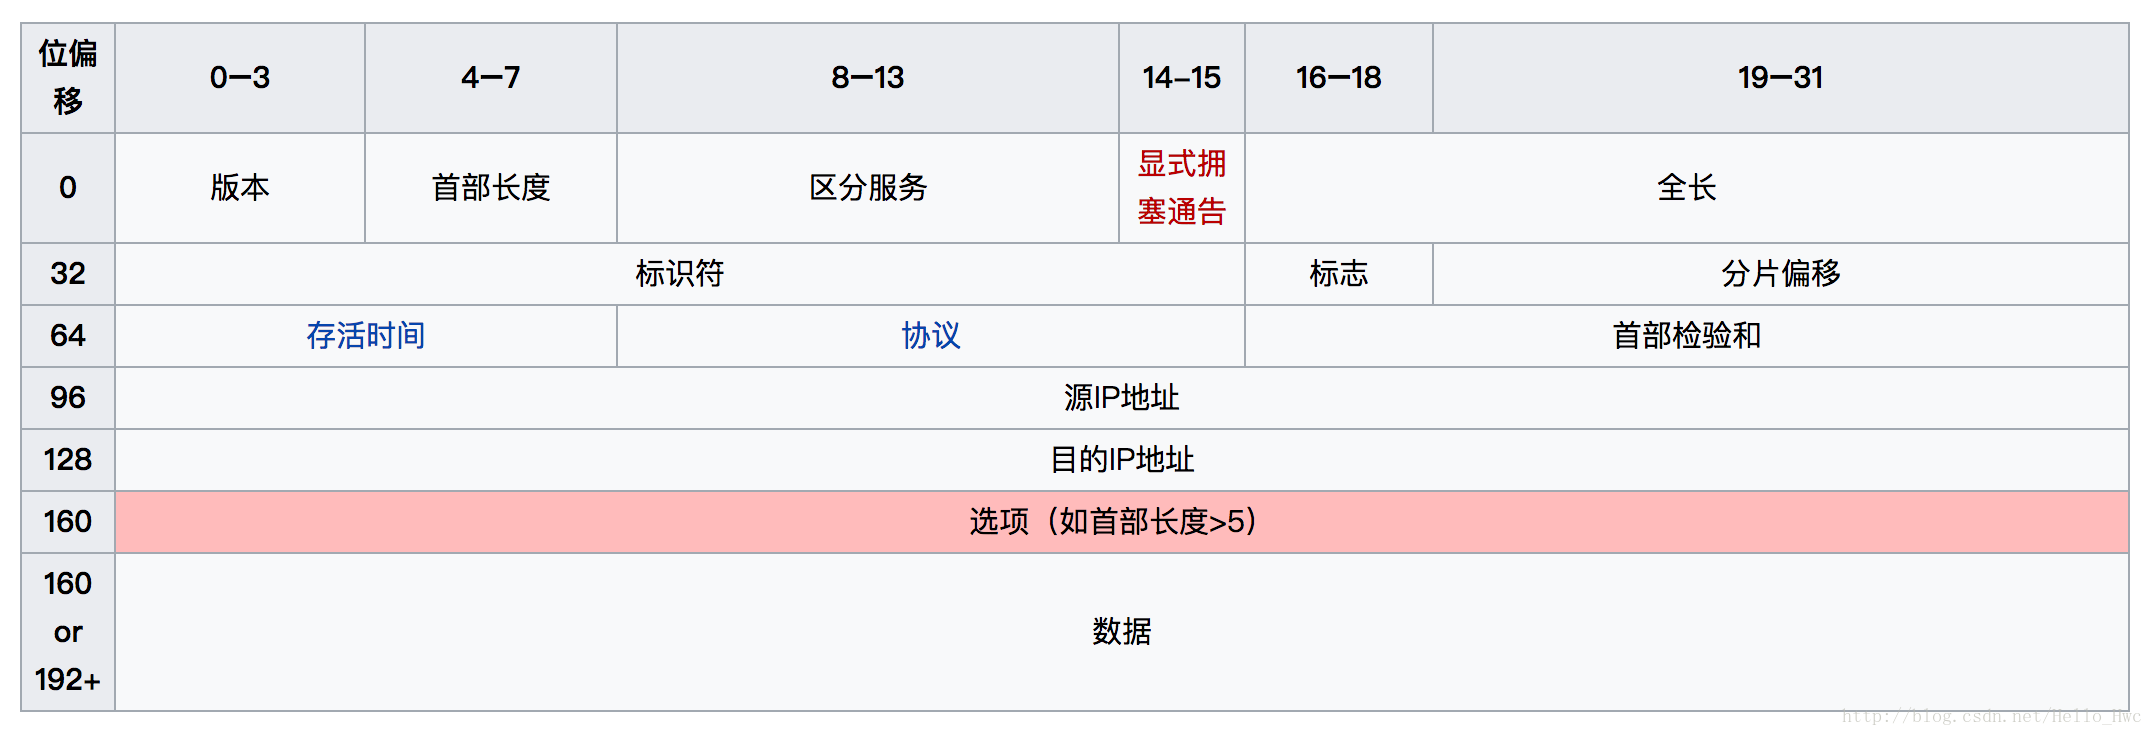 位偏移 0—3 4—7 8—13 14–15 16—18 19—31
0 版本 首部长度 区分服务 显式拥塞通告 全长
32 标识符 标志 分片偏移
64 存活时间 协议 首部检验和
96 源IP地址
128 目的IP地址
160 选项（如首部长度>5）
160 or 192+ 数据
http://blog.csdn.net/Hello_Hwc